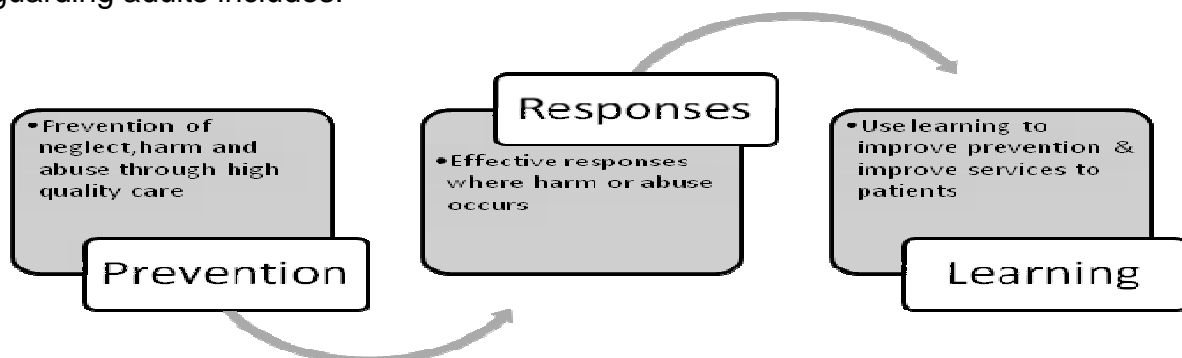 guarding adults includes:
• Prevention of
neglect, harm and
abuse through high
quality care
Prevention
Responses
• Effective responses
where harm or abuse
occurs
• Use learning to
improve prevention &
improve services to
patients
Learning